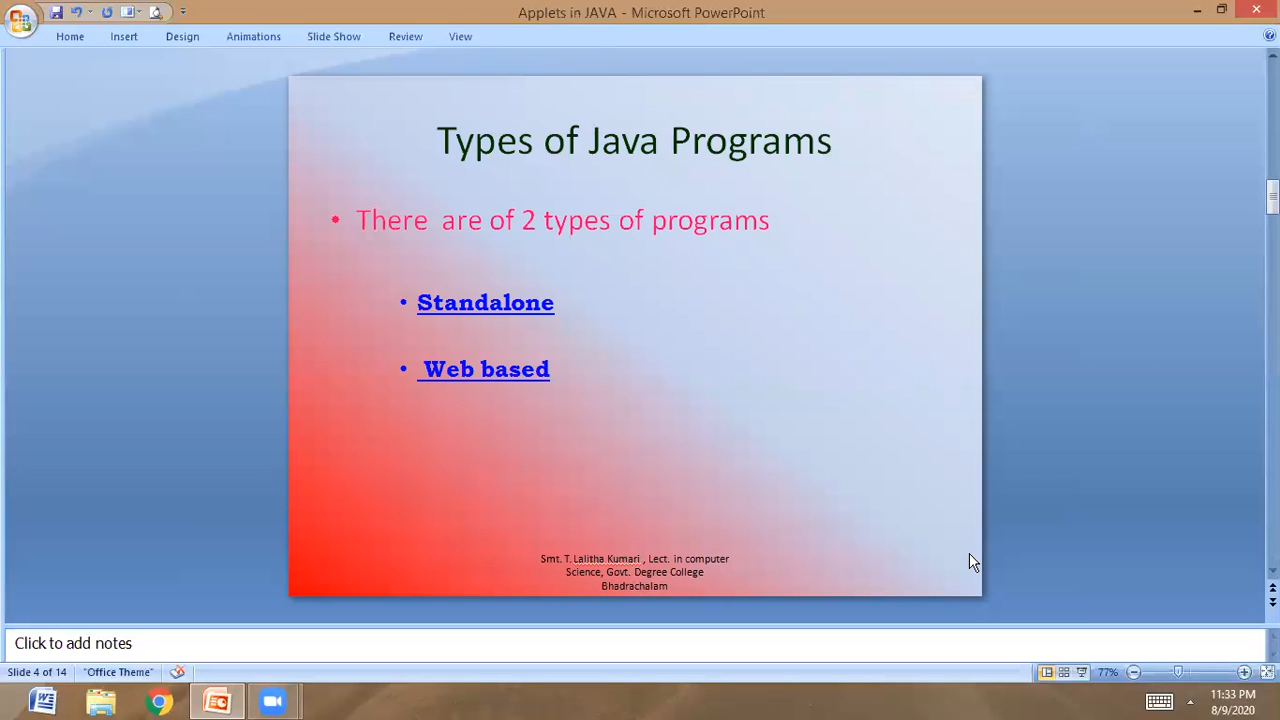 Applets in JAVA - Microsoft PowerPoint
Home Insert Design Animations Slide Show Review View
Types of Java Programs
• There are of 2 types of programs
• Standalone
• Web based
Smt. T. Lalitha Kumari , Lect. in computer
Science, Govt. Degree College
Bhadrachalam
Click to add notes
Slide 4 of 14 "Office Theme" 77%
11:33 PM
8/9/2020